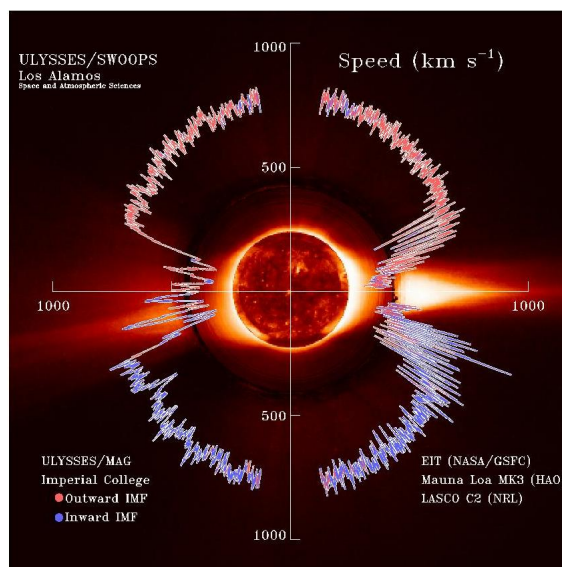 1000
ULYSSES/SWOOPS
Los Alamos
Space and Atmospheric Sciences
Speed (km s⁻¹)
500
1000
1000
500
ULYSSES/MAG
Imperial College
Outward IMF
Inward IMF
EIT (NASA/GSFC)
Mauna Loa MK3 (HAO
LASCO C2 (NRL)
1000